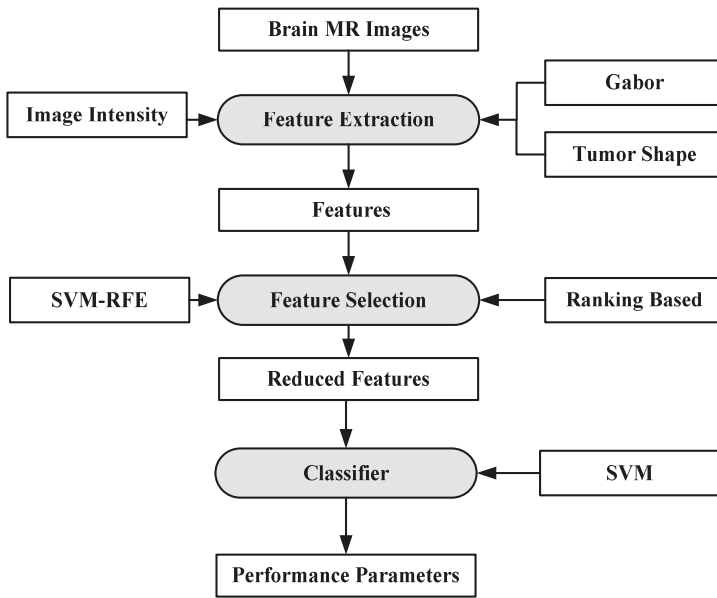 Brain MR Images
Gabor
Image Intensity
Feature Extraction
Tumor Shape
Features
SVM-RFE
Feature Selection
Ranking Based
Reduced Features
Classifier
SVM
Performance Parameters